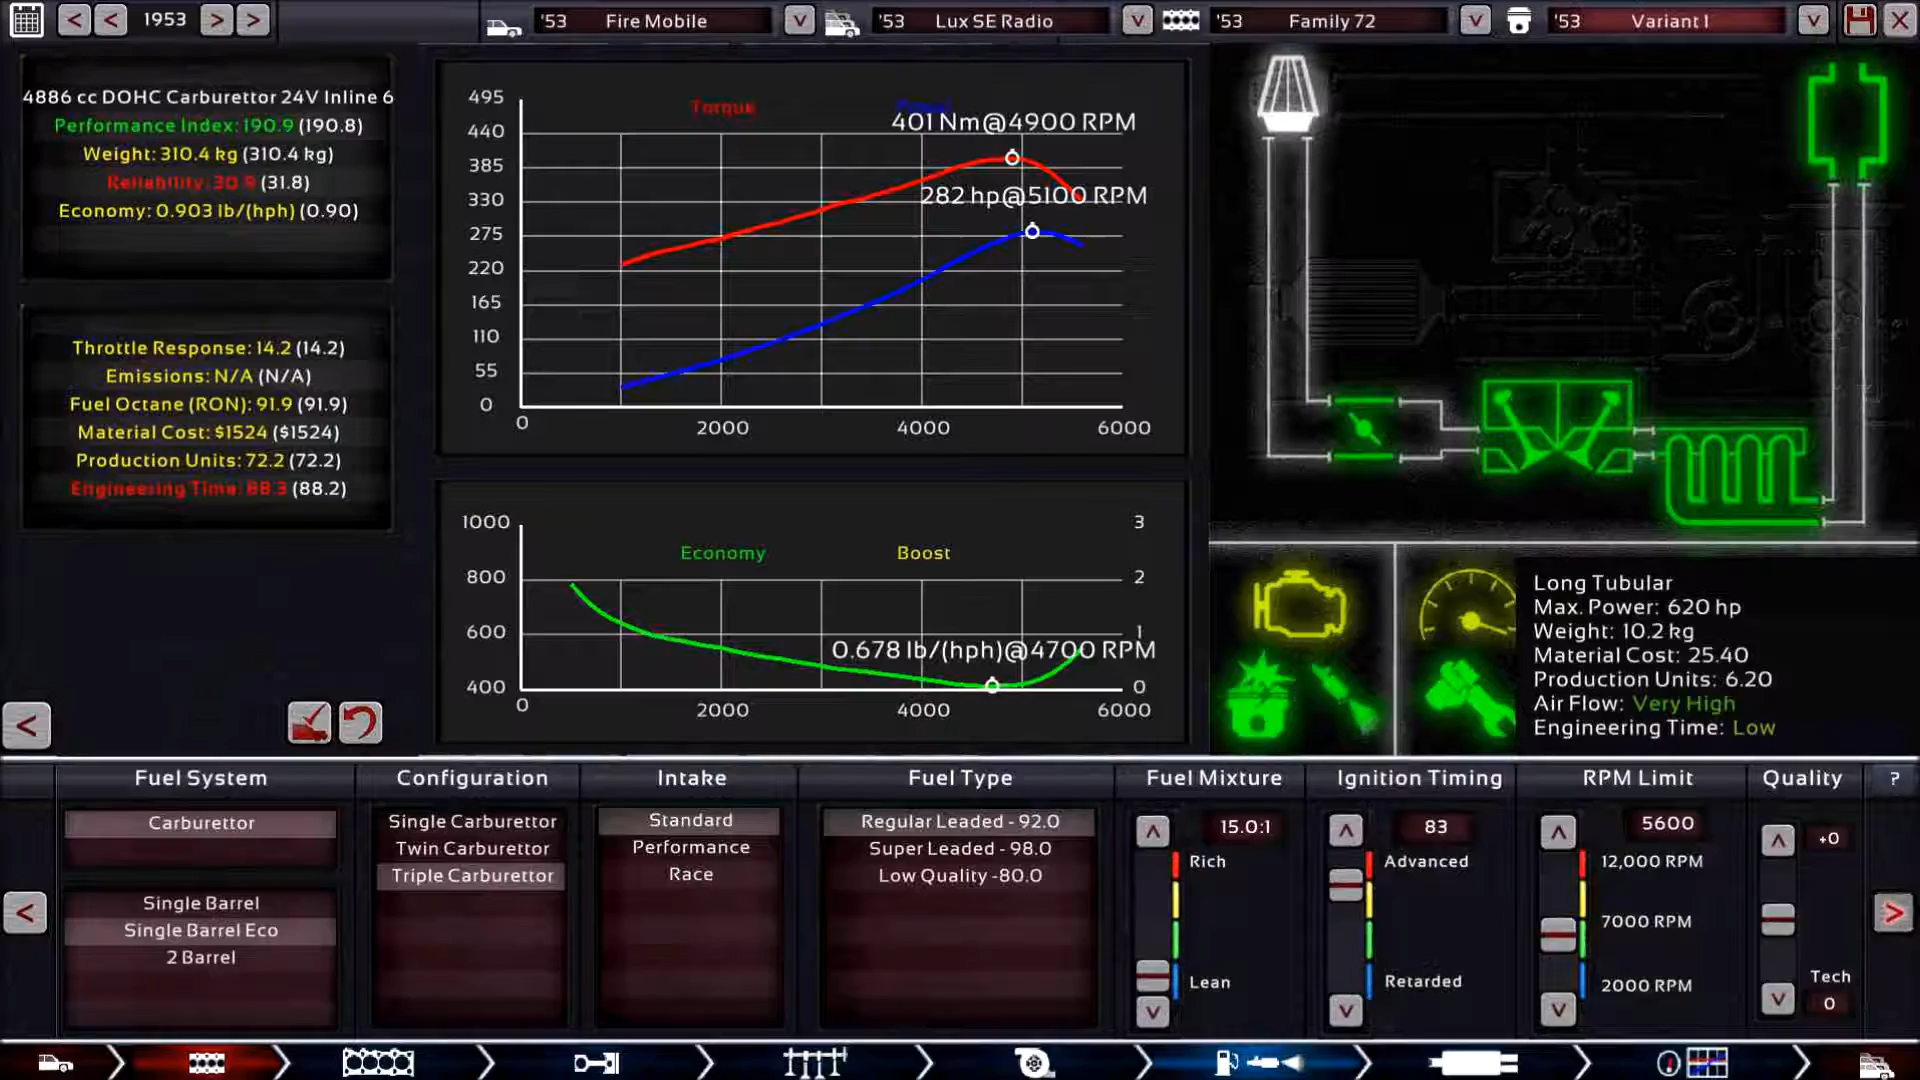 1953
'53 Fire Mobile
'53 Lux SE Radio
'53 Family 72
'53 Variant 1
4886 cc DOHC Carburettor 24V Inline 6
Performance Index: 190.9 (190.8)
Weight: 310.4 kg (310.4 kg)
Reliability: 30.9 (31.8)
Economy: 0.903 lb/(hph) (0.90)
Throttle Response: 14.2 (14.2)
Emissions: N/A (N/A)
Fuel Octane (RON): 91.9 (91.9)
Material Cost: $1524 ($1524)
Production Units: 72.2 (72.2)
Engineering Time: 88.3 (88.2)
495
440
385
330
275
220
165
110
55
0
Torque
401 Nm@4900 RPM
282 hp@5100 RPM
0
2000
4000
6000
1000
800
600
400
Economy
Boost
3
2
1
0
0.678 lb/(hph)@4700 RPM
0
2000
4000
6000
Long Tubular
Max. Power: 620 hp
Weight: 10.2 kg
Material Cost: 25.40
Production Units: 6.20
Air Flow: Very High
Engineering Time: Low
Fuel System
Carburettor
Single Barrel
Single Barrel Eco
2 Barrel
Configuration
Single Carburettor
Twin Carburettor
Triple Carburettor
Intake
Standard
Performance
Race
Fuel Type
Regular Leaded - 92.0
Super Leaded - 98.0
Low Quality -80.0
Fuel Mixture
15.0:1
Rich
Lean
Ignition Timing
83
Advanced
Retarded
RPM Limit
5600
12,000 RPM
7000 RPM
2000 RPM
Quality
+0
Tech
0
?